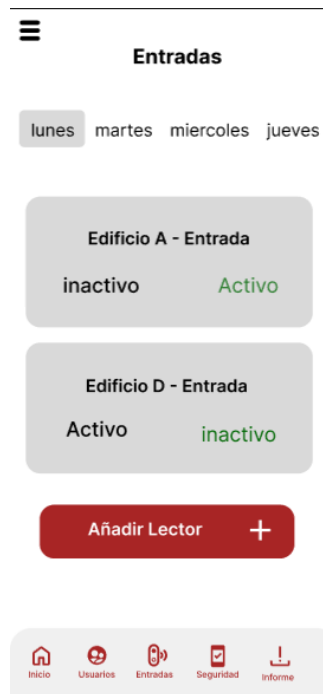 Entradas
lunes martes miercoles jueves
Edificio A - Entrada
inactivo Activo
Edificio D - Entrada
Activo inactivo
Añadir Lector +
Inicio Usuarios Entradas Seguridad Informe